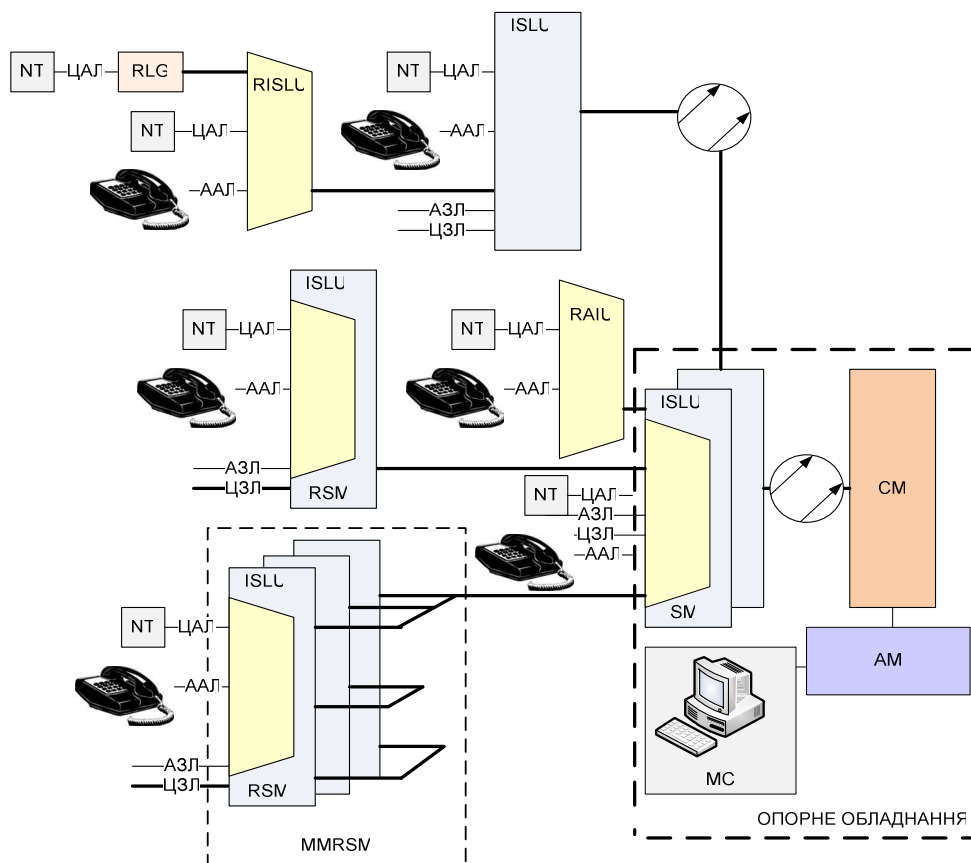 ISLU
NT
ЦАЛ
RLG
RISLU
NT
ЦАЛ
NT
ЦАЛ
ААЛ
ААЛ
АЗЛ
ЦЗЛ
ISLU
NT
ЦАЛ
ААЛ
АЗЛ
ЦЗЛ
RSM
NT
ЦАЛ
RAIU
ААЛ
ISLU
NT
ЦАЛ
АЗЛ
ЦЗЛ
ААЛ
SM
CM
ISLU
NT
ЦАЛ
ААЛ
АЗЛ
ЦЗЛ
RSM
MMRSM
AM
MC
ОПОРНЕ ОБЛАДНАННЯ